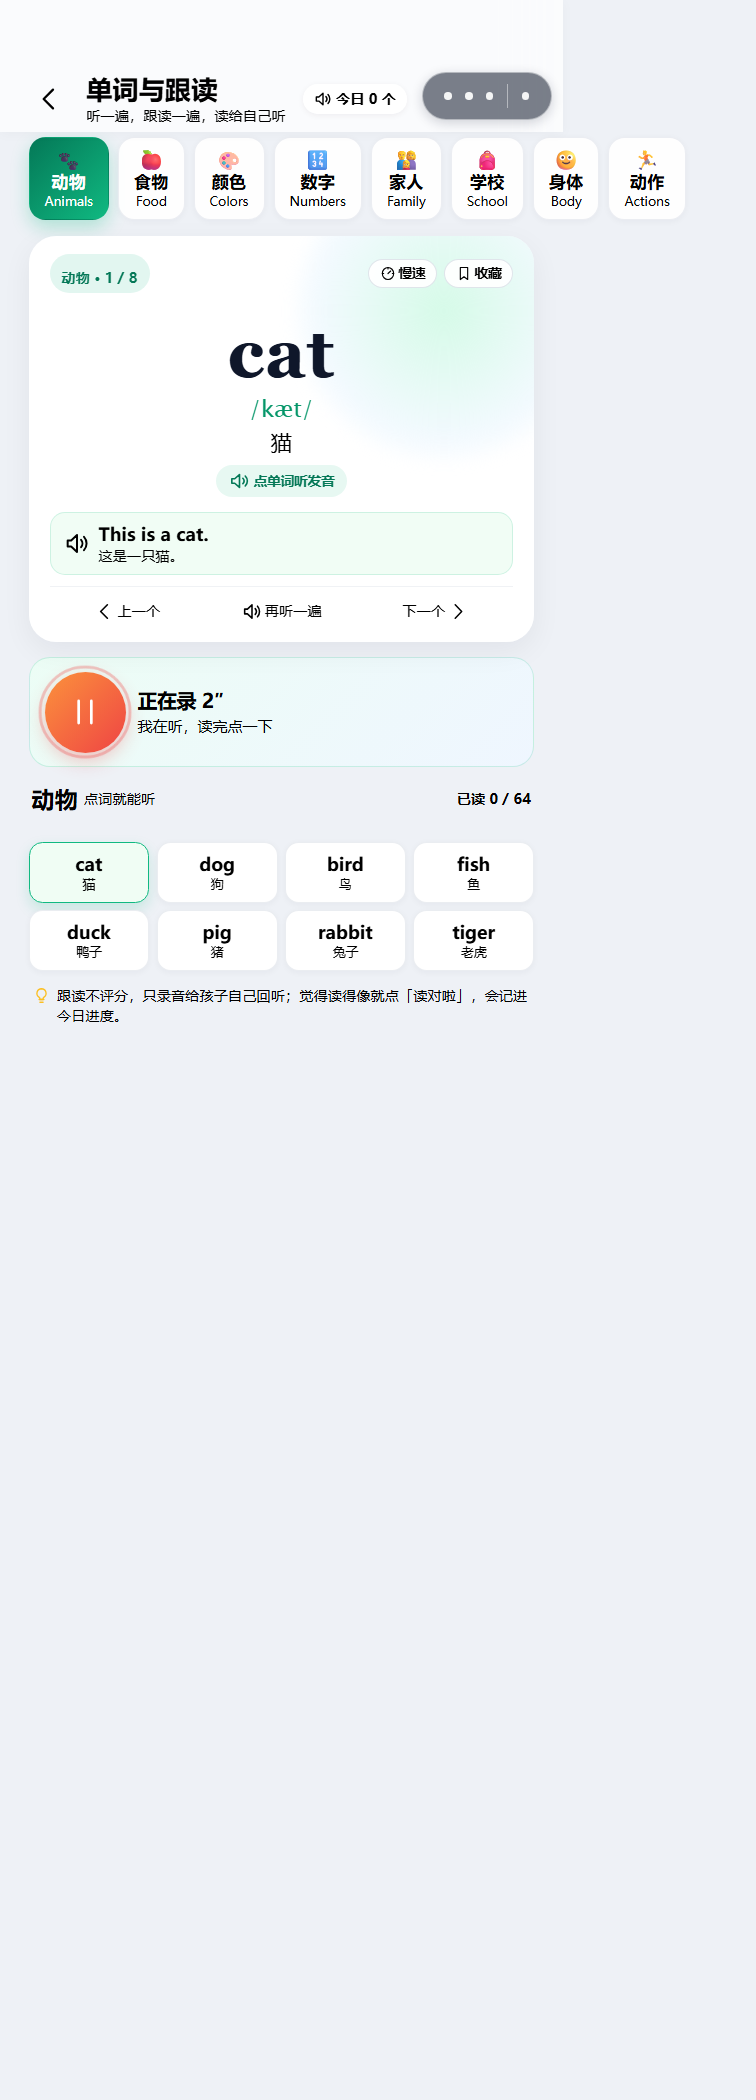 单词与跟读
听一遍，跟读一遍，读给自己听
今日 0 个
动物
Animals
食物
Food
颜色
Colors
数字
Numbers
家人
Family
学校
School
身体
Body
动作
Actions
动物 • 1 / 8
慢速
收藏
cat
/kæt/
猫
点单词听发音
This is a cat.
这是一只猫。
上一个
再听一遍
下一个
正在录 2″
我在听，读完点一下
动物 点词就能听
已读 0 / 64
cat
猫
dog
狗
bird
鸟
fish
鱼
duck
鸭子
pig
猪
rabbit
兔子
tiger
老虎
跟读不评分，只录音给孩子自己回听；觉得读得像就点「读对啦」，会记进
今日进度。